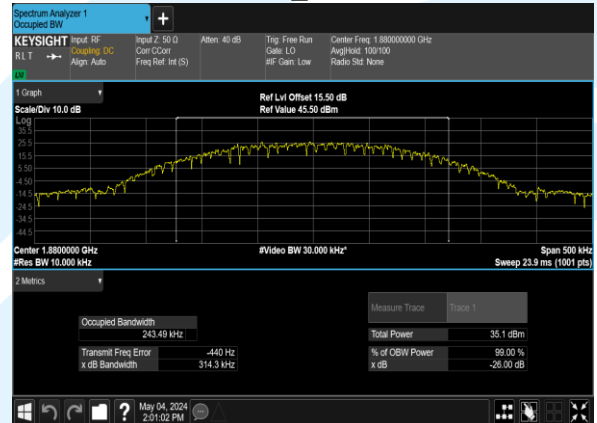 Spectrum Analyzer 1
Occupied BW
+
KEYSIGHT Input: RF Input Z: 50 Ω Atten: 40 dB Trig: Free Run Center Freq: 1.880000000 GHz
RLT Coupling: DC Corr CCorr Gate: LO Avg|Hold: 100/100
Align: Auto Freq Ref: Int (S) #IF Gain: Low Radio Std: None
1 Graph
Ref Lvl Offset 15.50 dB
Scale/Div 10.0 dB Ref Value 45.50 dBm
Log
35.5
25.5
15.5
5.50
-4.50
-14.5
-24.5
-34.5
-44.5
Center 1.8800000 GHz #Video BW 30.000 kHz* Span 500 kHz
#Res BW 10.000 kHz Sweep 23.9 ms (1001 pts)
2 Metrics
Measure Trace Trace 1
Occupied Bandwidth
243.49 kHz Total Power 35.1 dBm
Transmit Freq Error -440 Hz % of OBW Power 99.00 %
x dB Bandwidth 314.3 kHz x dB -26.00 dB
? May 04, 2024
2:01:02 PM